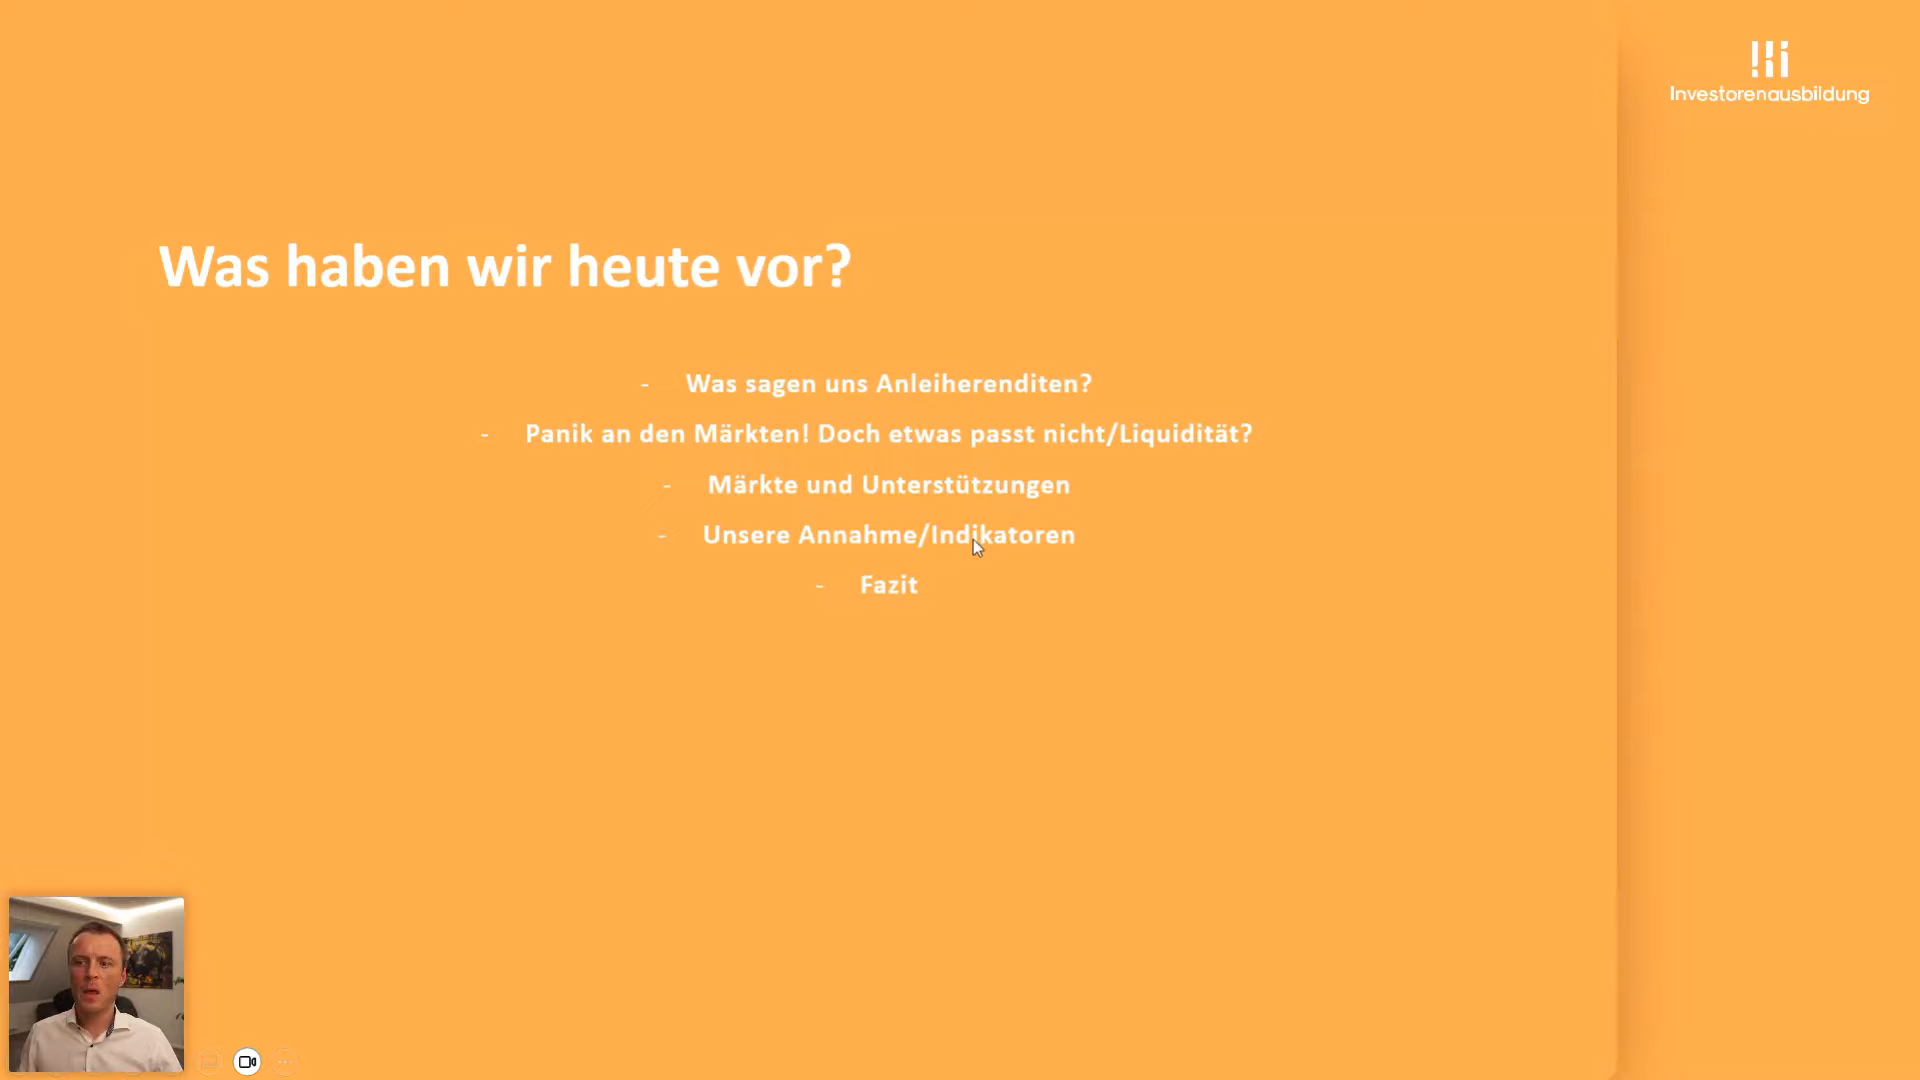 Investorenausbildung
Was haben wir heute vor?
- Was sagen uns Anleiherenditen?
- Panik an den Märkten! Doch etwas passt nicht/Liquidität?
- Märkte und Unterstützungen
- Unsere Annahme/Indikatoren
- Fazit